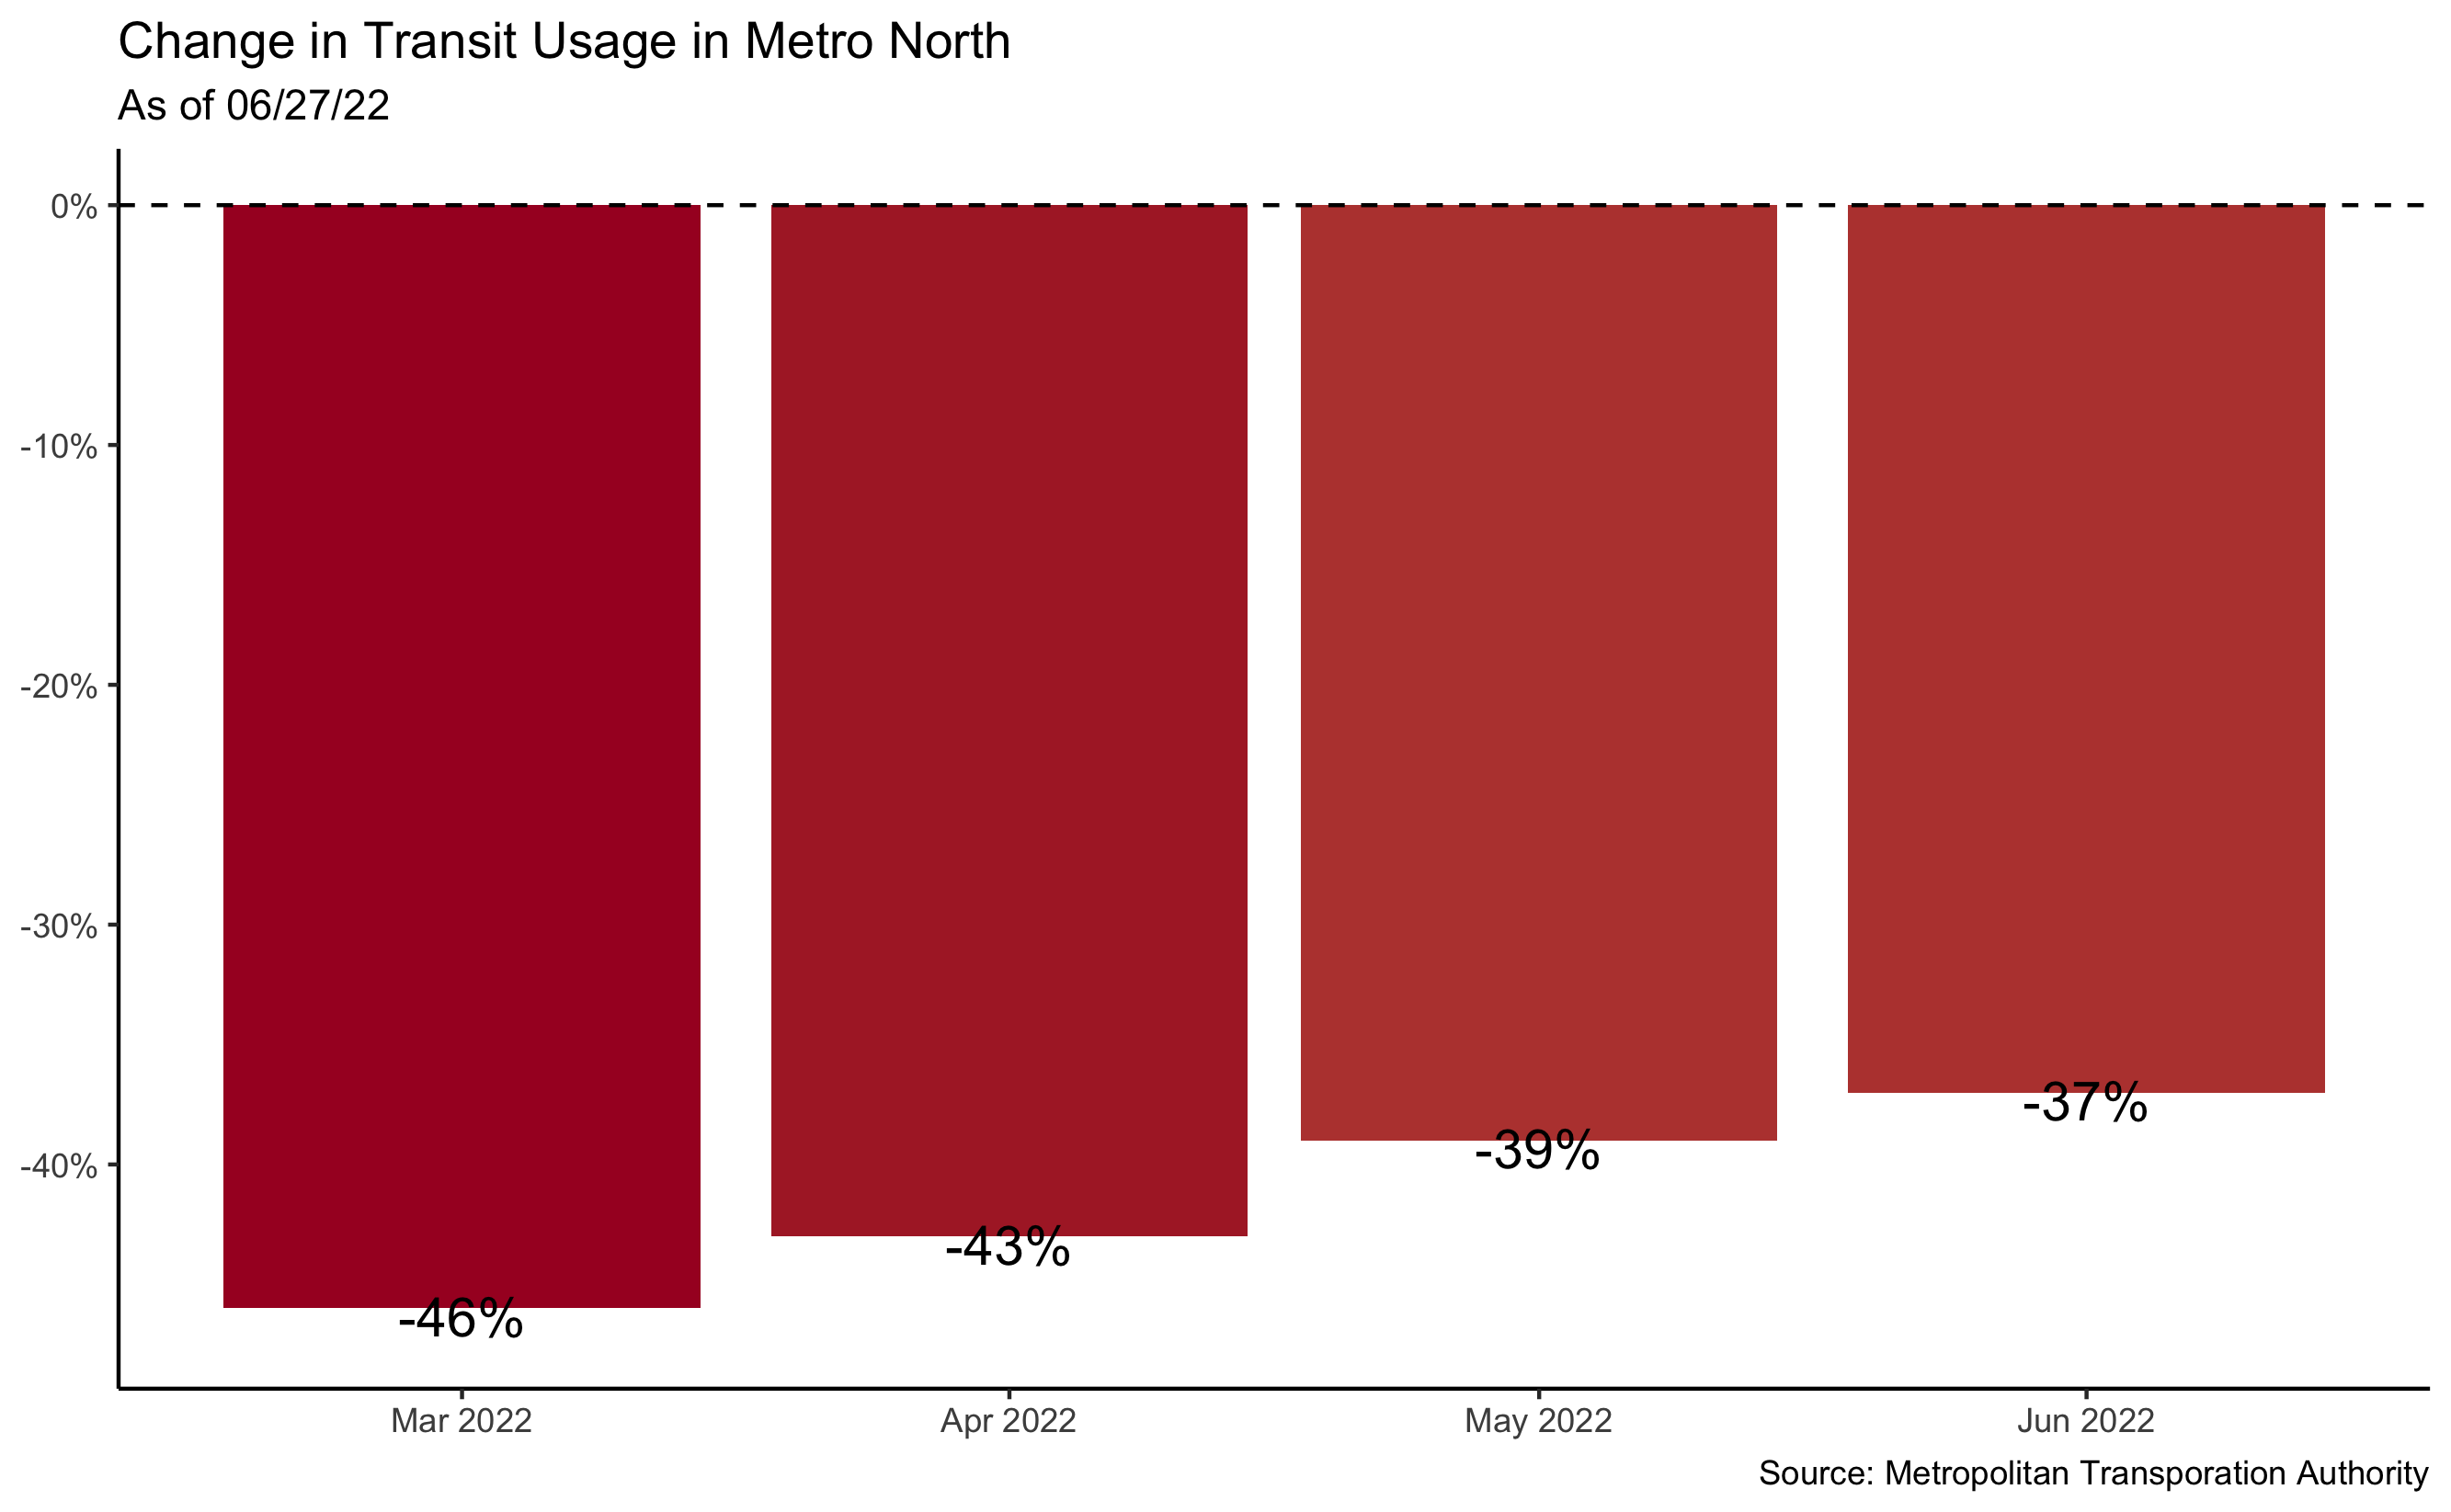 Change in Transit Usage in Metro North
As of 06/27/22
0%
-10%
-20%
-30%
-40%
-46%
-43%
-39%
-37%
Mar 2022
Apr 2022
May 2022
Jun 2022
Source: Metropolitan Transporation Authority